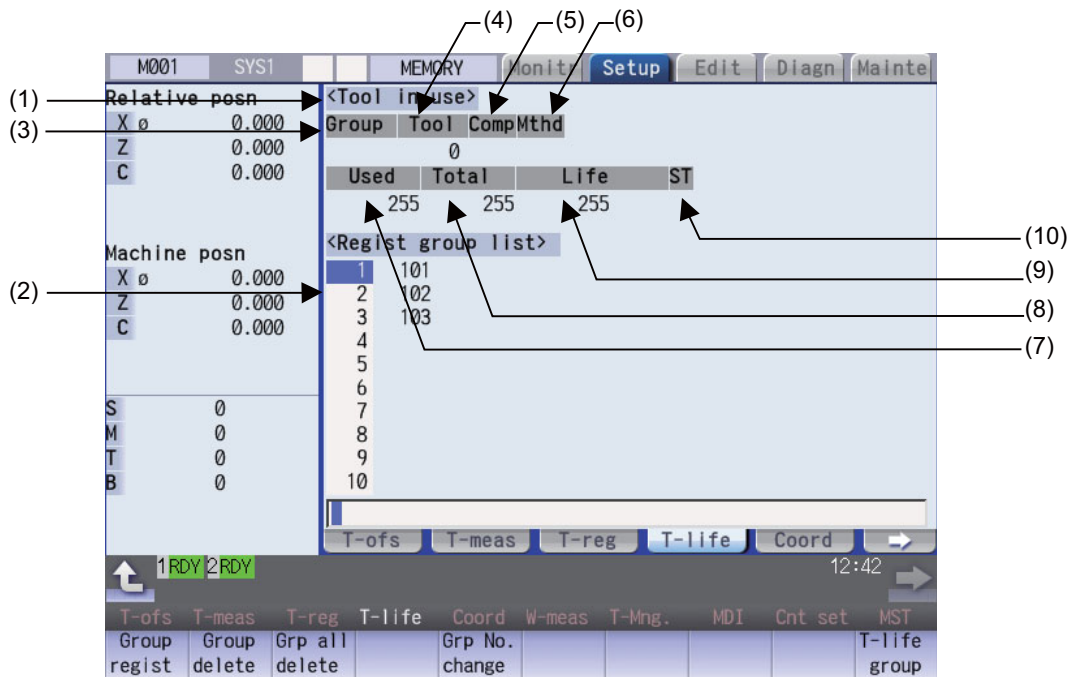 (4) (5) (6)
M001 SYS1 MEMORY Monitr Setup Edit Diagn Mainte
(1)
Relative posn
<Tool in use>
(3)
X ø 0.000
Group Tool Comp Mthd
Z 0.000
0
C 0.000
Used Total Life ST
255 255 255
(10)
Machine posn
<Regist group list>
(9)
X ø 0.000
1 101
(2)
Z 0.000
2 102
(8)
C 0.000
3 103
(7)
4
5
6
S 0
7
M 0
8
T 0
9
B 0
10
T-ofs T-meas T-reg T-life Coord
1 RDY 2 RDY 12:42
T-ofs T-meas T-reg T-life Coord W-meas T-Mng. MDI Cnt set MST
Group Group Grp all Grp No. T-life
regist delete delete change group